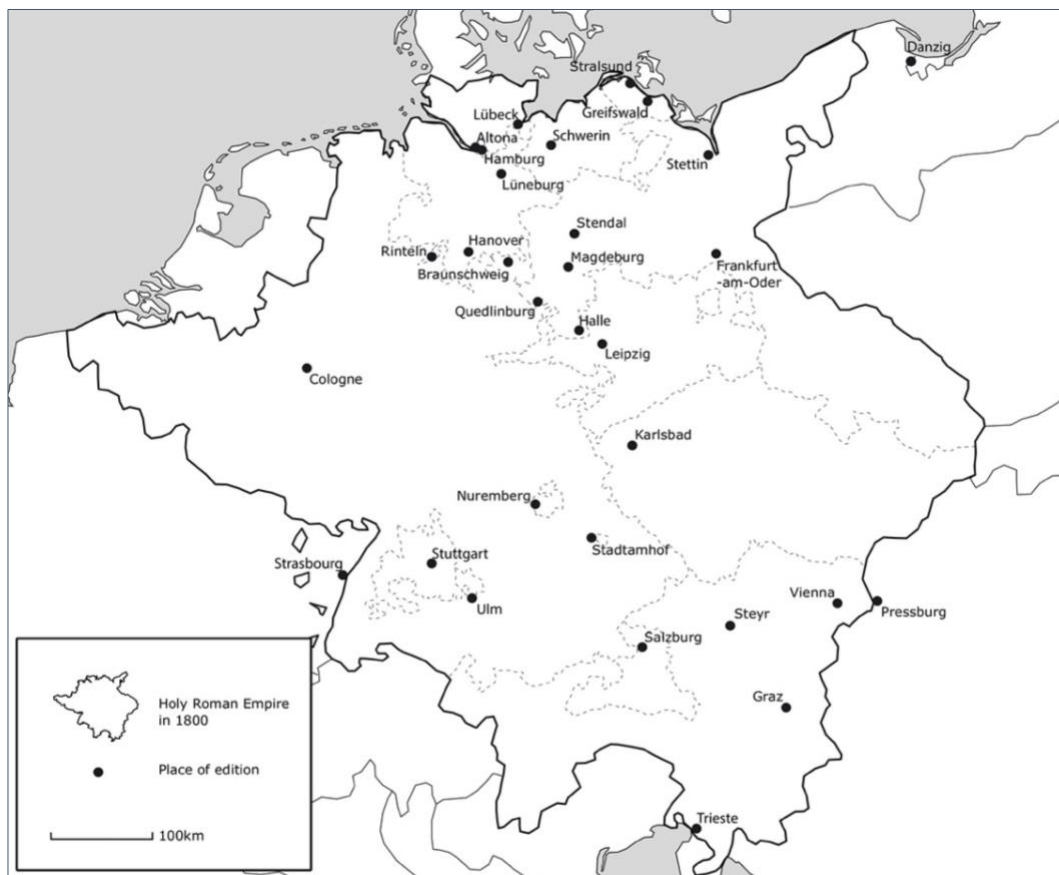 Danzig
Stralsund
Greifswald
Lübeck
Altona
Schwerin
Hamburg
Stettin
Lüneburg
Stendal
Rinteln
Hanover
Magdeburg
Frankfurt
-am-Oder
Braunschweig
Quedlinburg
Halle
Leipzig
Cologne
Karlsbad
Nuremberg
Stadtamhof
Stuttgart
Strasbourg
Vienna
Ulm
Steyr
Pressburg
Salzburg
Graz
Trieste
Holy Roman Empire
in 1800
Place of edition
100km